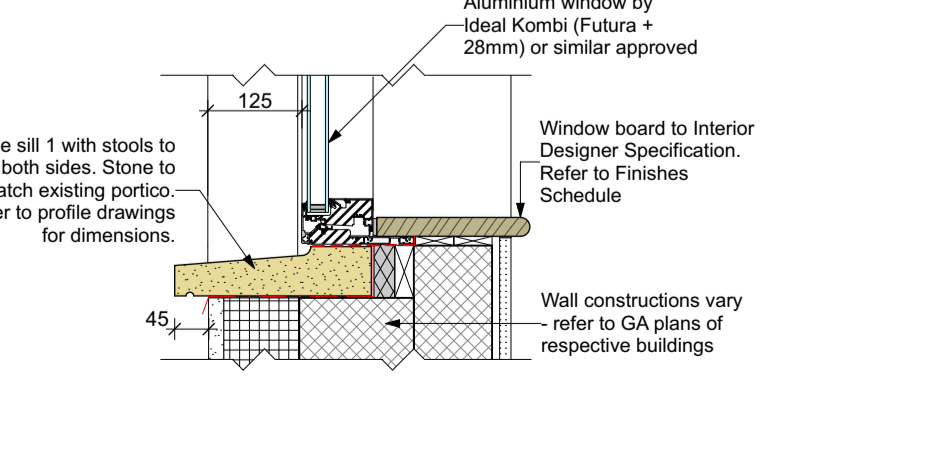 Aluminium window by
Ideal Kombi (Futura +
28mm) or similar approved
125
e sill 1 with stools to
both sides. Stone to
atch existing portico.
er to profile drawings
for dimensions.
Window board to Interior
Designer Specification.
Refer to Finishes
Schedule
45
Wall constructions vary
- refer to GA plans of
respective buildings